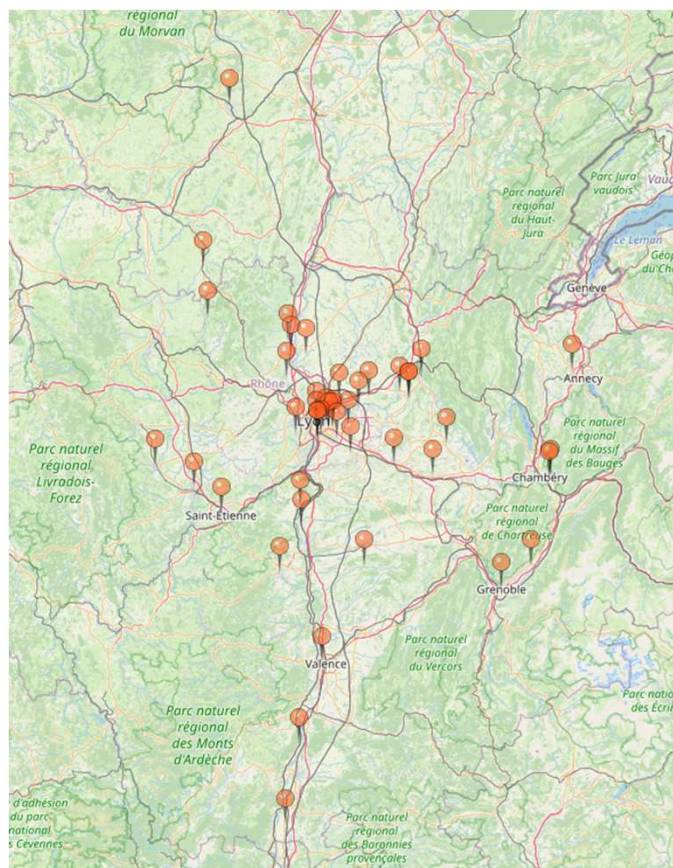 régional
du Morvan
Parc Jura
vaudois
Vaud
Parc naturel
régional
du Haut-
Jura
Le Leman
Géop
du Ch
Genève
Annecy
Rhône
Lyon
Parc naturel
régional
du Massif
des Bauges
Parc naturel
régional
Livradois-
Forez
Chambéry
Saint-Étienne
Parc naturel
régional
de Chartreuse
Grenoble
Parc naturel
régional
du Vercors
Valence
Parc natio
des Écri
Parc naturel
régional
des Monts
d'Ardèche
e d'adhésion
du parc
national
s Cévennes
Parc naturel
régional
des Baronnies
provençales